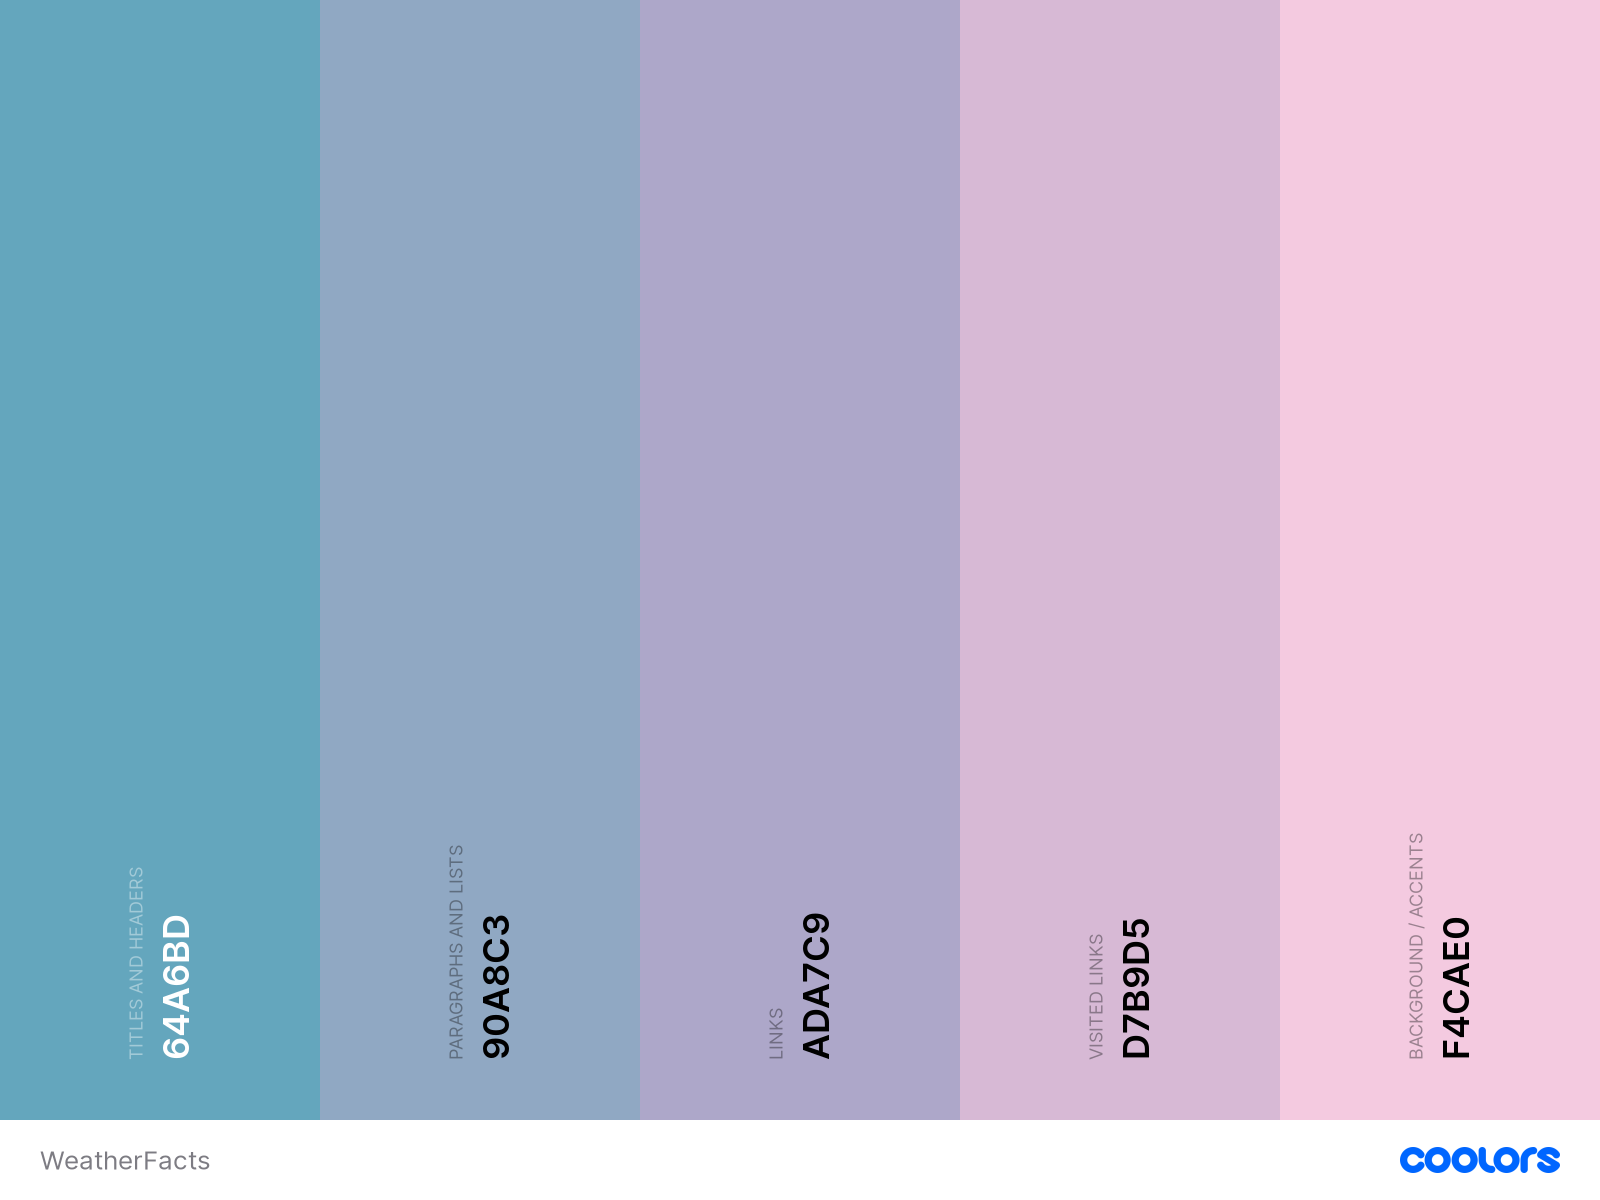 TITLES AND HEADERS
64A6BD
PARAGRAPHS AND LISTS
90A8C3
LINKS
ADA7C9
VISITED LINKS
D7B9D5
BACKGROUND / ACCENTS
F4CAE0
WeatherFacts
coolors